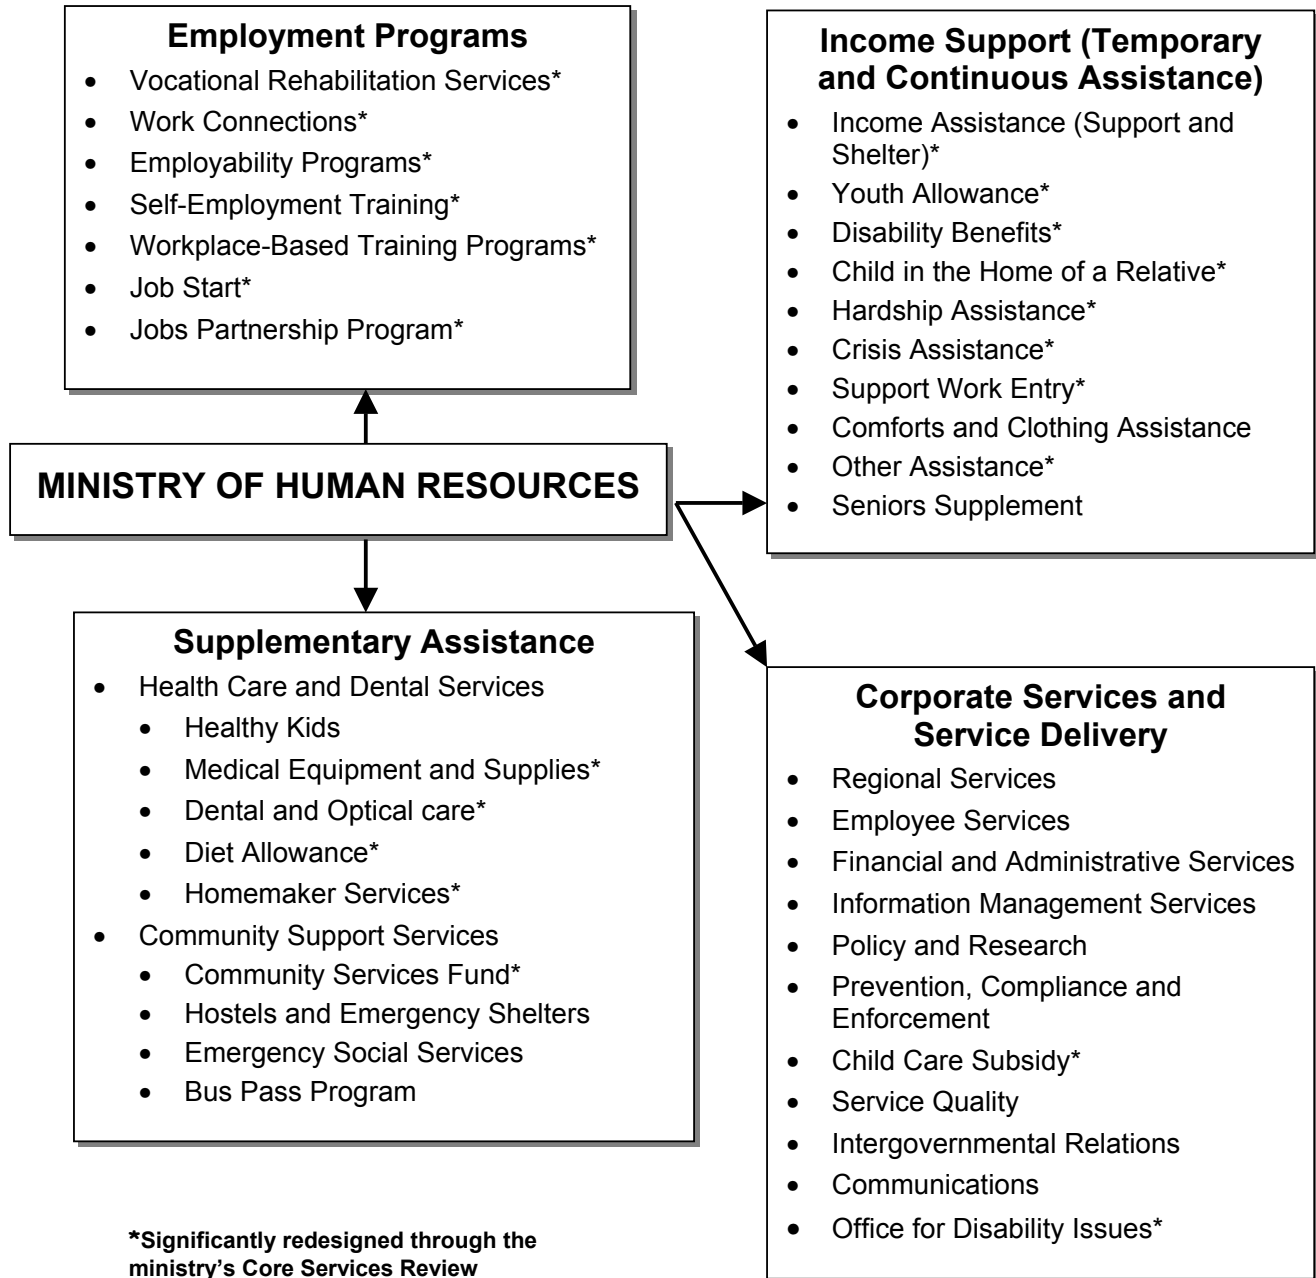 Employment Programs
• Vocational Rehabilitation Services*
• Work Connections*
• Employability Programs*
• Self-Employment Training*
• Workplace-Based Training Programs*
• Job Start*
• Jobs Partnership Program*
Income Support (Temporary
and Continuous Assistance)
• Income Assistance (Support and
Shelter)*
• Youth Allowance*
• Disability Benefits*
• Child in the Home of a Relative*
• Hardship Assistance*
• Crisis Assistance*
• Support Work Entry*
• Comforts and Clothing Assistance
• Other Assistance*
• Seniors Supplement
MINISTRY OF HUMAN RESOURCES
Supplementary Assistance
• Health Care and Dental Services
• Healthy Kids
• Medical Equipment and Supplies*
• Dental and Optical care*
• Diet Allowance*
• Homemaker Services*
• Community Support Services
• Community Services Fund*
• Hostels and Emergency Shelters
• Emergency Social Services
• Bus Pass Program
Corporate Services and
Service Delivery
• Regional Services
• Employee Services
• Financial and Administrative Services
• Information Management Services
• Policy and Research
• Prevention, Compliance and
Enforcement
• Child Care Subsidy*
• Service Quality
• Intergovernmental Relations
• Communications
• Office for Disability Issues*
*Significantly redesigned through the
ministry's Core Services Review